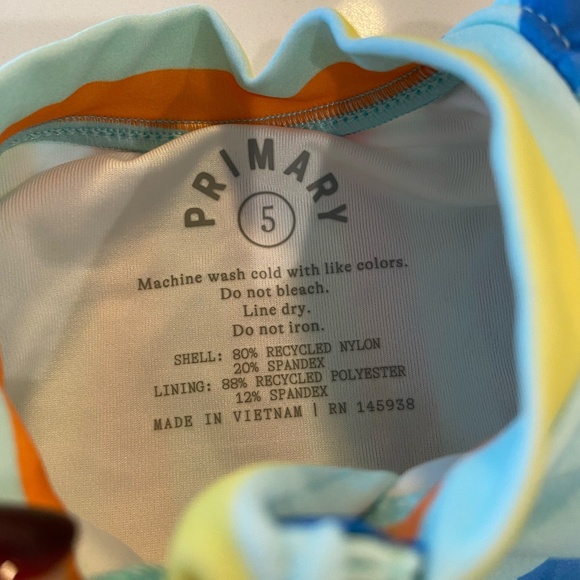 PRIMARY
5
Machine wash cold with like colors.
Do not bleach.
Line dry.
Do not iron.
SHELL: 80% RECYCLED NYLON
20% SPANDEX
LINING: 88% RECYCLED POLYESTER
12% SPANDEX
MADE IN VIETNAM | RN 145938